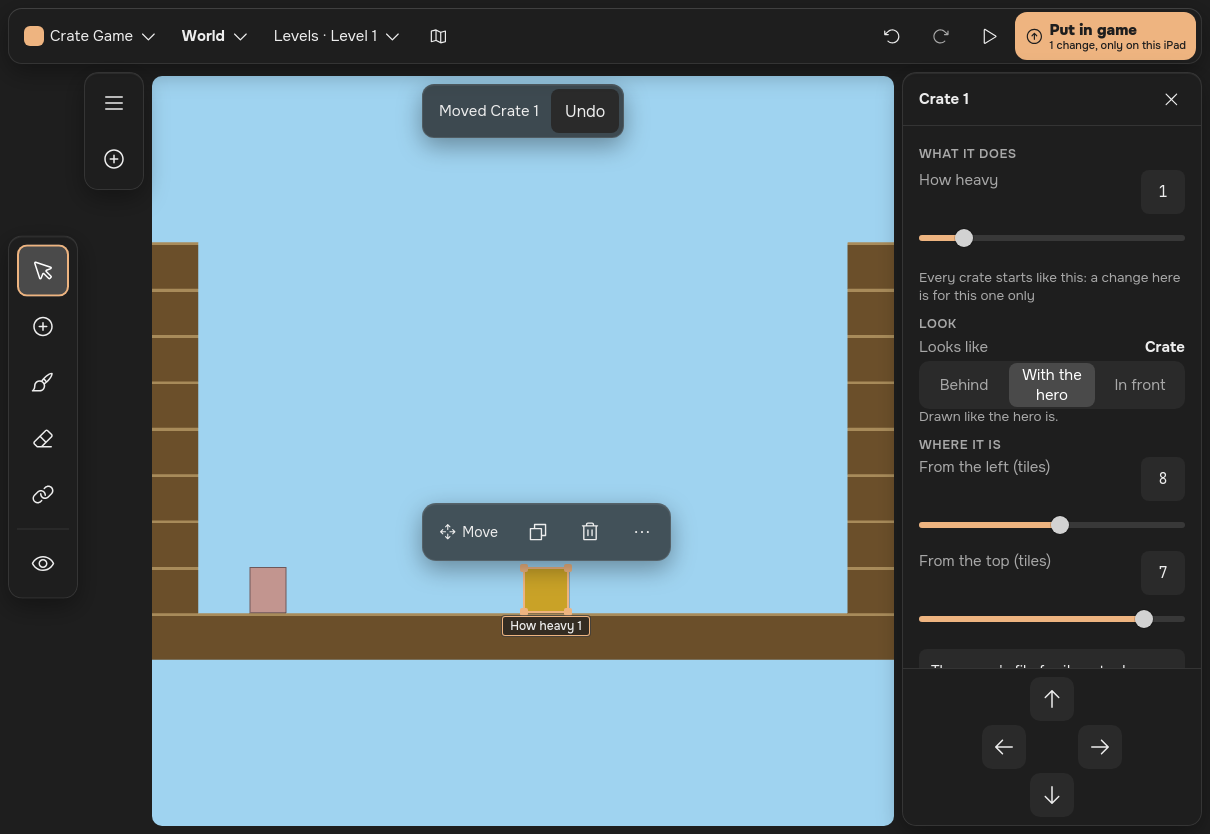 Crate Game
World
Levels · Level 1
Put in game
1 change, only on this iPad
Moved Crate 1
Undo
Move
How heavy 1
Crate 1
WHAT IT DOES
How heavy
1
Every crate starts like this: a change here
is for this one only
LOOK
Looks like
Crate
Behind
With the
hero
In front
Drawn like the hero is.
WHERE IT IS
From the left (tiles)
8
From the top (tiles)
7